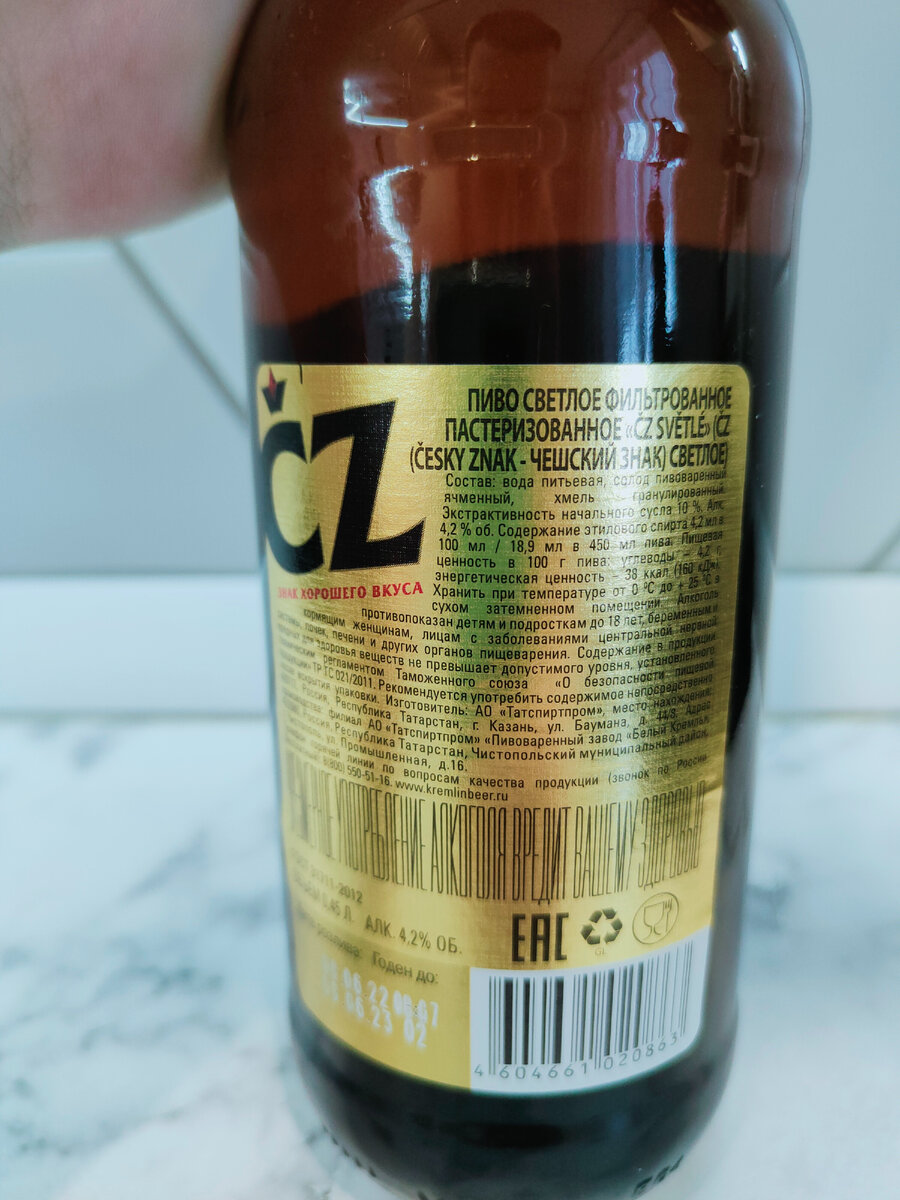 ČZ
ЗНАК ХОРОШЕГО ВКУСА
ПИВО СВЕТЛОЕ ФИЛЬТРОВАННОЕ
ПАСТЕРИЗОВАННОЕ «ČZ SVĚTLÉ» (ČZ
(ČESKY ZNAK - ЧЕШСКИЙ ЗНАК) СВЕТЛОЕ)
Состав: вода питьевая, солод пивоваренный
ячменный, хмель гранулированный.
Экстрактивность начального сусла 10 %. Алк.
4,2 % об. Содержание этилового спирта 4,2 мл в
100 мл / 18,9 мл в 450 мл пива. Пищевая
ценность в 100 г пива: углеводы – 4,2 г,
энергетическая ценность – 38 ккал (160 кДж).
Хранить при температуре от 0 °С до + 25 °С в
сухом затемненном помещении. Алкоголь
противопоказан детям и подросткам до 18 лет, беременным и
кормящим женщинам, лицам с заболеваниями центральной нервной
системы, почек, печени и других органов пищеварения. Содержание в продукции
для здоровья веществ не превышает допустимого уровня, установленного
регламентом Таможенного союза «О безопасности пищевой
продукции» ТР ТС 021/2011. Рекомендуется употребить содержимое непосредственно
вскрытия упаковки. Изготовитель: АО «Татспиртпром», место нахождения:
Россия, Республика Татарстан, г. Казань, ул. Баумана, д. 44/8. Адрес
филиал АО «Татспиртпром» «Пивоваренный завод «Белый Кремль»,
Россия, Республика Татарстан, Чистопольский муниципальный район,
ул. Промышленная, д.16.
горячей линии по вопросам качества продукции (звонок по России
8(800) 550-51-16. www.kremlinbeer.ru
УПОТРЕБЛЕНИЕ АЛКОГОЛЯ ВРЕДИТ ВАШЕМУ ЗДОРОВЬЮ
2012
0,45 Л. АЛК. 4,2% ОБ.
EAC
GL
розлива: Годен до:
06 22
23 02
4 604661 020863